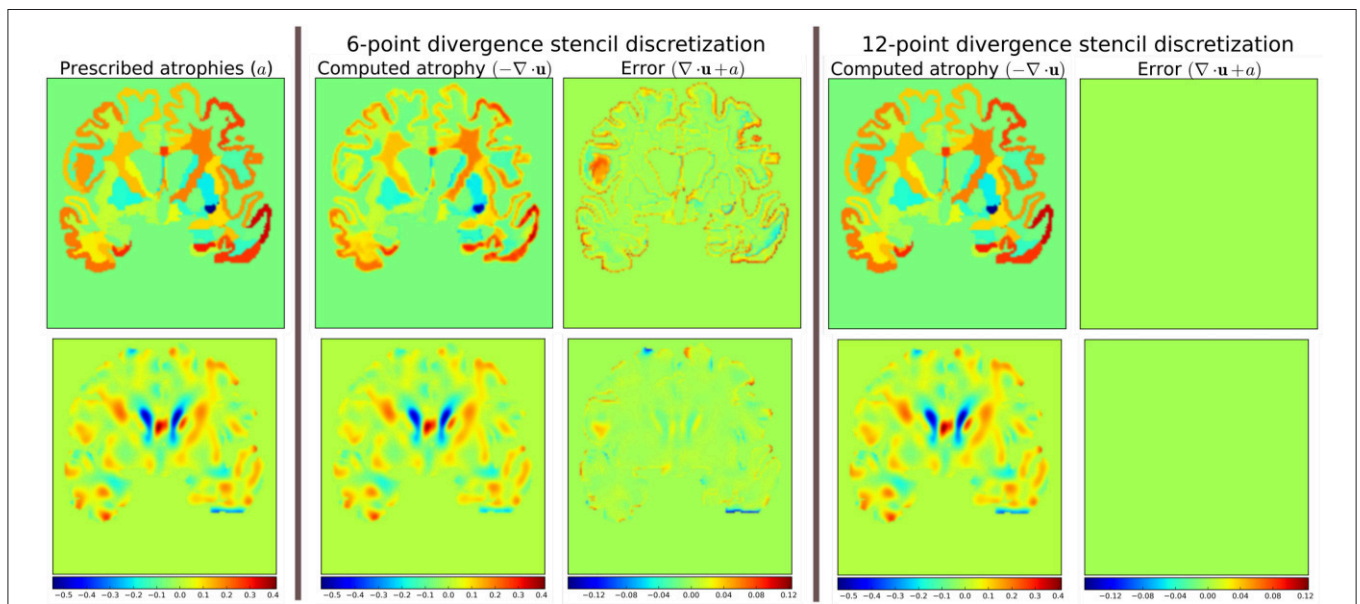 6-point divergence stencil discretization
12-point divergence stencil discretization
Prescribed atrophies (a)
Computed atrophy (−∇ · u)
Error (∇ · u + a)
Computed atrophy (−∇ · u)
Error (∇ · u + a)
−0.5 −0.4 −0.3 −0.2 −0.1 0.0 0.1 0.2 0.3 0.4
−0.5 −0.4 −0.3 −0.2 −0.1 0.0 0.1 0.2 0.3 0.4
−0.12 −0.08 −0.04 0.00 0.04 0.08 0.12
−0.5 −0.4 −0.3 −0.2 −0.1 0.0 0.1 0.2 0.3 0.4
−0.12 −0.08 −0.04 0.00 0.04 0.08 0.12